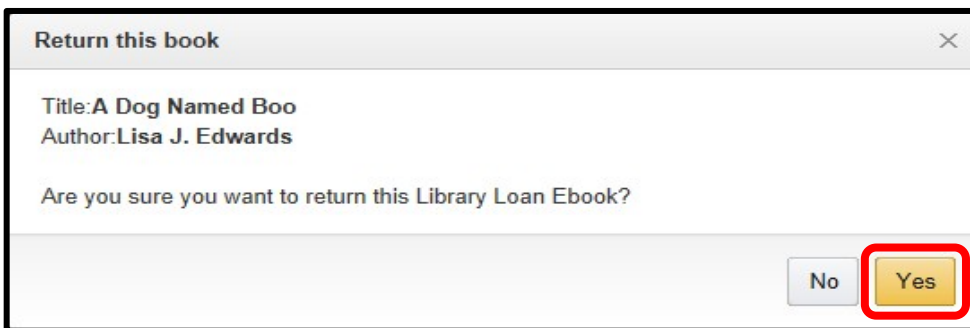 Return this book
Title:A Dog Named Boo
Author:Lisa J. Edwards
Are you sure you want to return this Library Loan Ebook?
No Yes